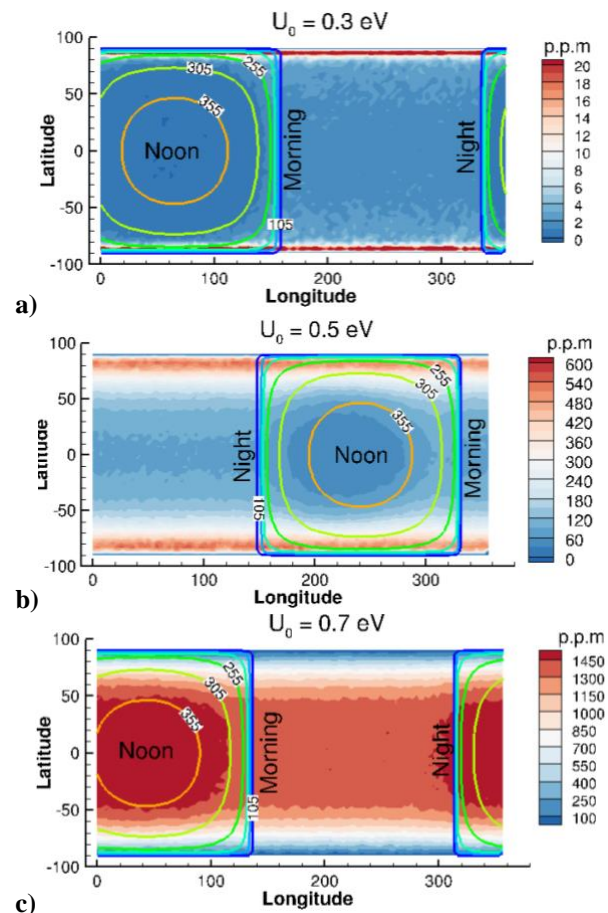 a)
U₀ = 0.3 eV
p.p.m
100
50
0
-50
-100
Latitude
305
255
355
105
Noon
Morning
Night
20
18
16
14
12
10
8
6
4
2
0
0
100
200
300
Longitude
b)
U₀ = 0.5 eV
p.p.m
100
50
0
-50
-100
Latitude
255
305
355
105
Night
Noon
Morning
600
540
480
420
360
300
240
180
120
60
0
0
100
200
300
Longitude
c)
U₀ = 0.7 eV
p.p.m
100
50
0
-50
-100
Latitude
255
305
355
105
Noon
Morning
Night
1450
1300
1150
1000
850
700
550
400
250
100
0
100
200
300
Longitude